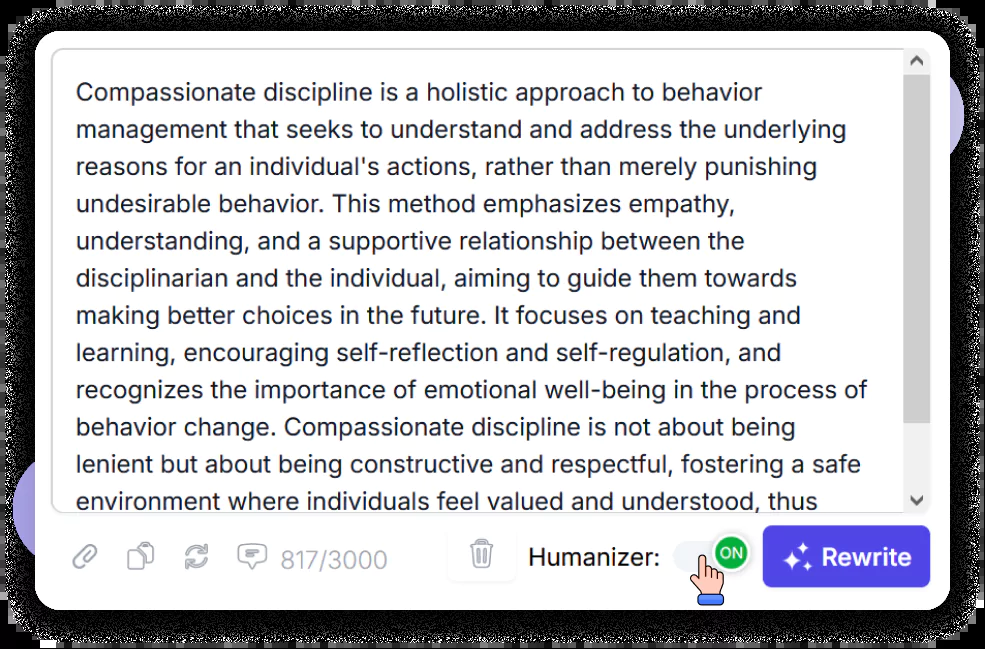 Compassionate discipline is a holistic approach to behavior
management that seeks to understand and address the underlying
reasons for an individual's actions, rather than merely punishing
undesirable behavior. This method emphasizes empathy,
understanding, and a supportive relationship between the
disciplinarian and the individual, aiming to guide them towards
making better choices in the future. It focuses on teaching and
learning, encouraging self-reflection and self-regulation, and
recognizes the importance of emotional well-being in the process of
behavior change. Compassionate discipline is not about being
lenient but about being constructive and respectful, fostering a safe
environment where individuals feel valued and understood, thus
817/3000
Humanizer:
ON
Rewrite